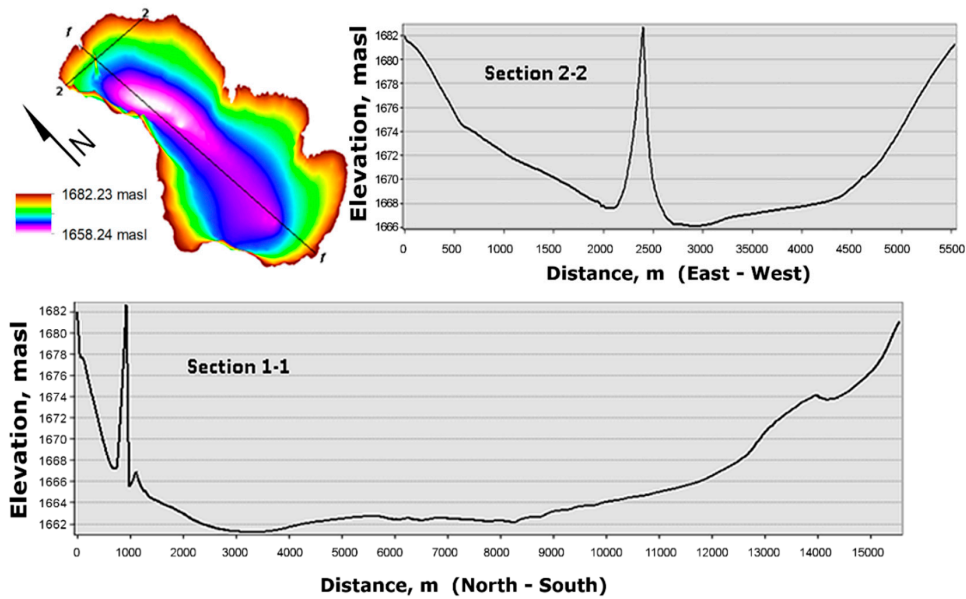 2
1
2
N
1
1682.23 masl
1658.24 masl
Elevation, masl
1682
1680
1678
1676
1674
1672
1670
1668
1666
Section 2-2
0 500 1000 1500 2000 2500 3000 3500 4000 4500 5000 5500
Distance, m (East - West)
Elevation, masl
1682
1680
1678
1676
1674
1672
1670
1668
1666
1664
1662
Section 1-1
0 1000 2000 3000 4000 5000 6000 7000 8000 9000 10000 11000 12000 13000 14000 15000
Distance, m (North - South)